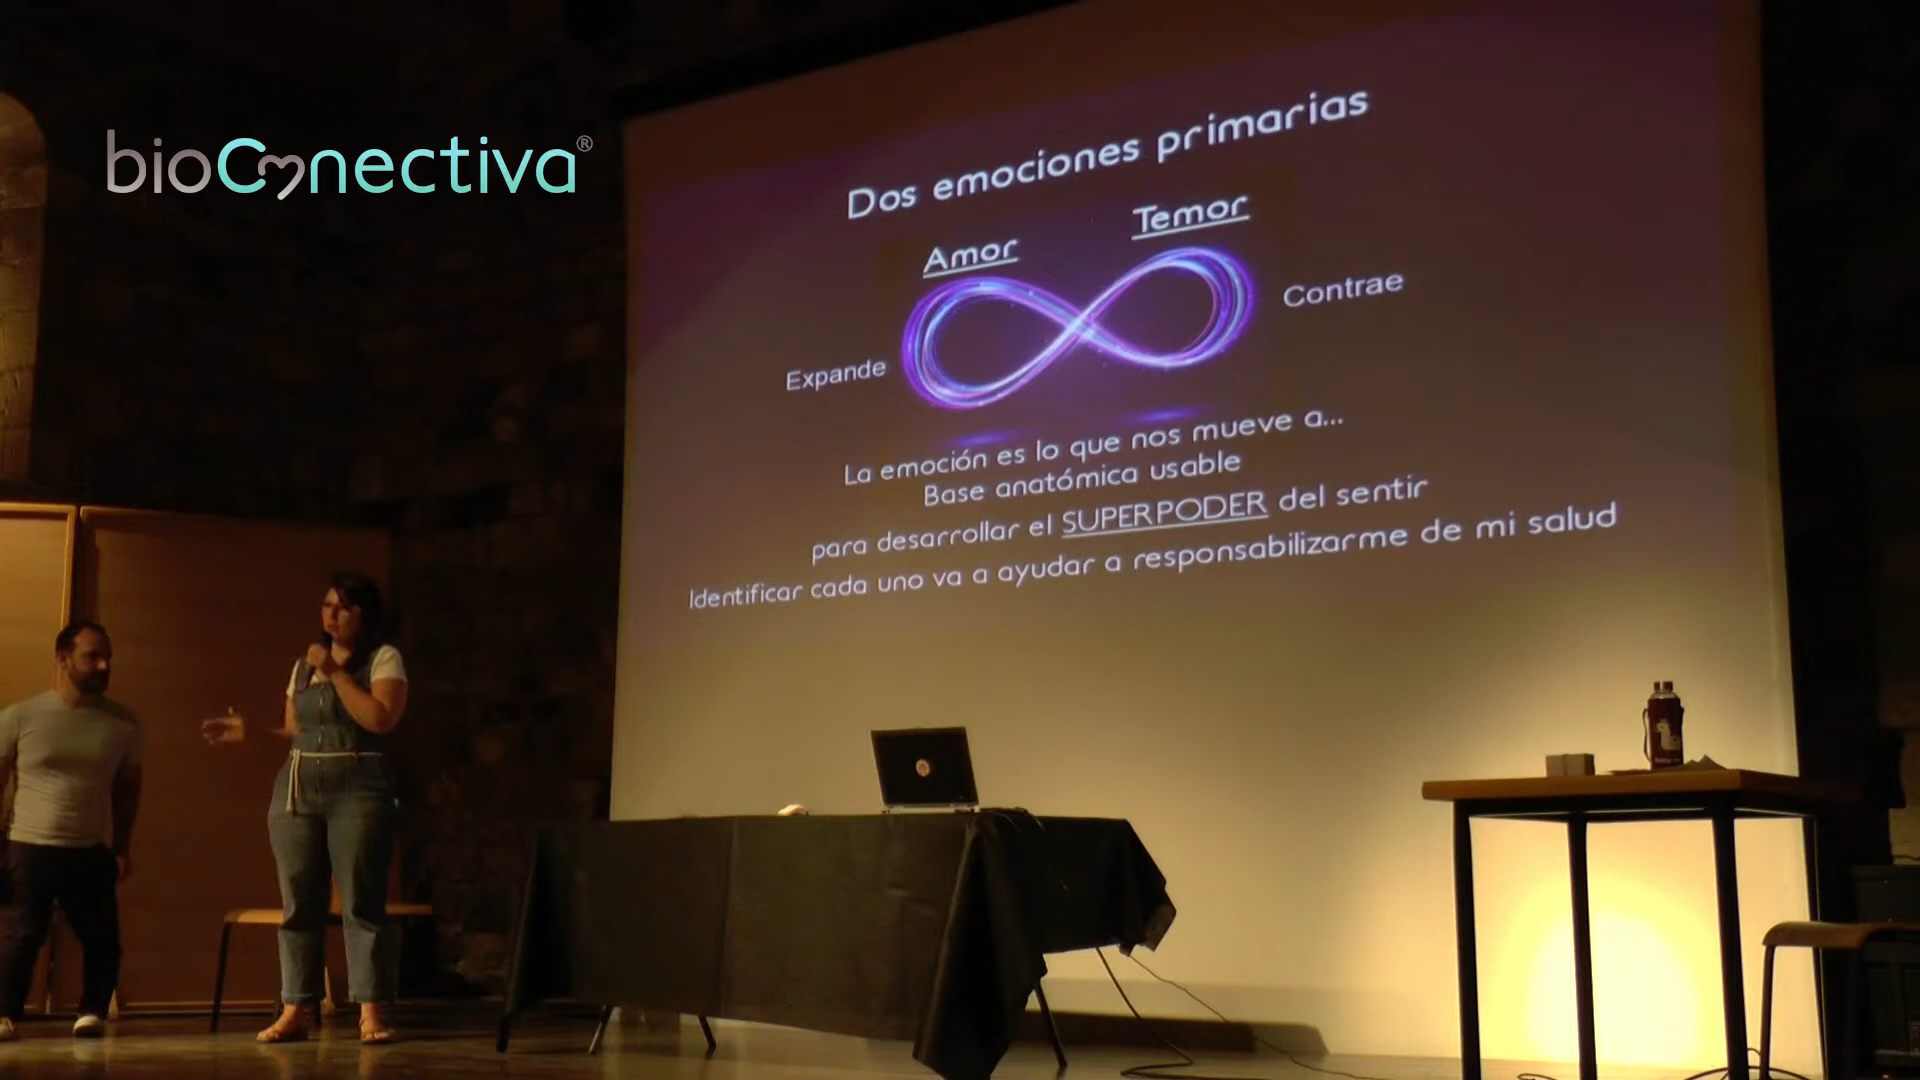 bioConectiva®
Dos emociones primarias
Amor
Temor
Expande
Contrae
La emoción es lo que nos mueve a...
Base anatómica usable
para desarrollar el SUPERPODER del sentir
Identificar cada uno va a ayudar a responsabilizarme de mi salud